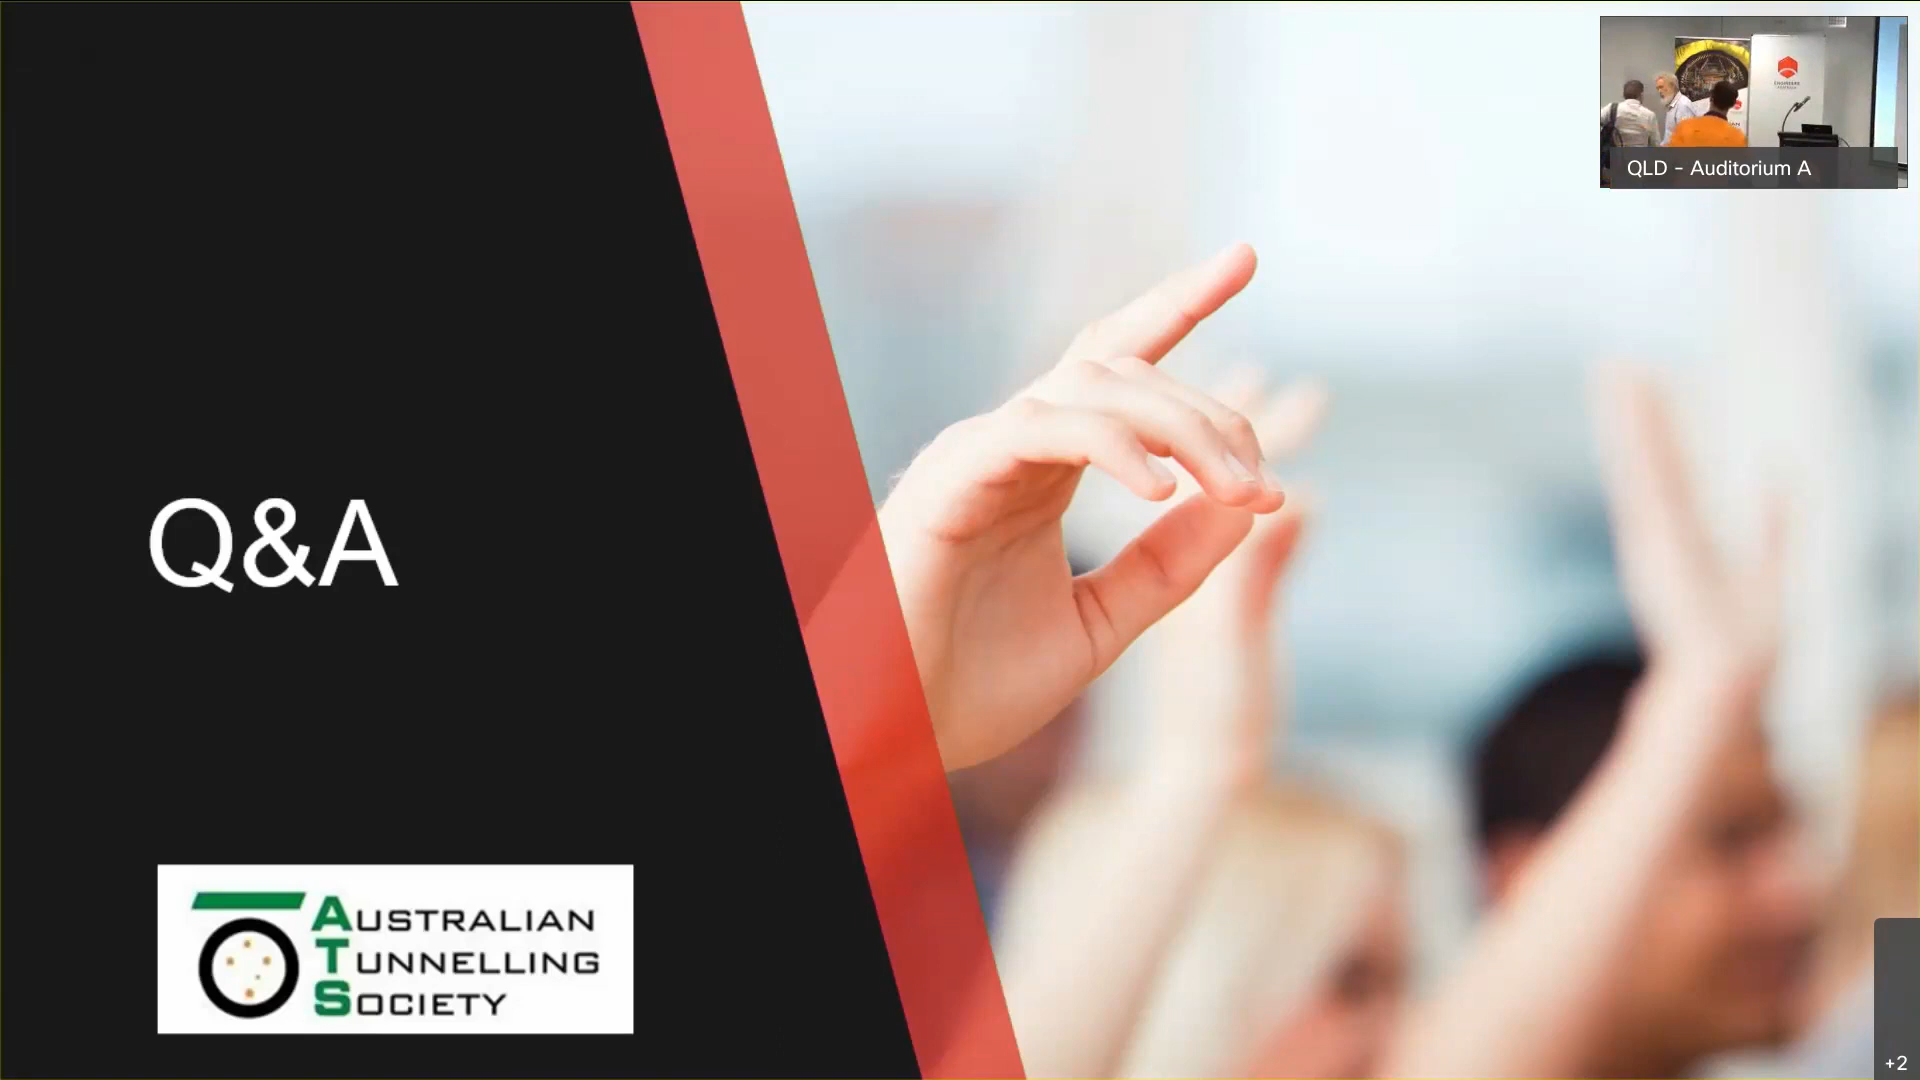 Q&A
AUSTRALIAN
TUNNELLING
SOCIETY
QLD - Auditorium A
+2